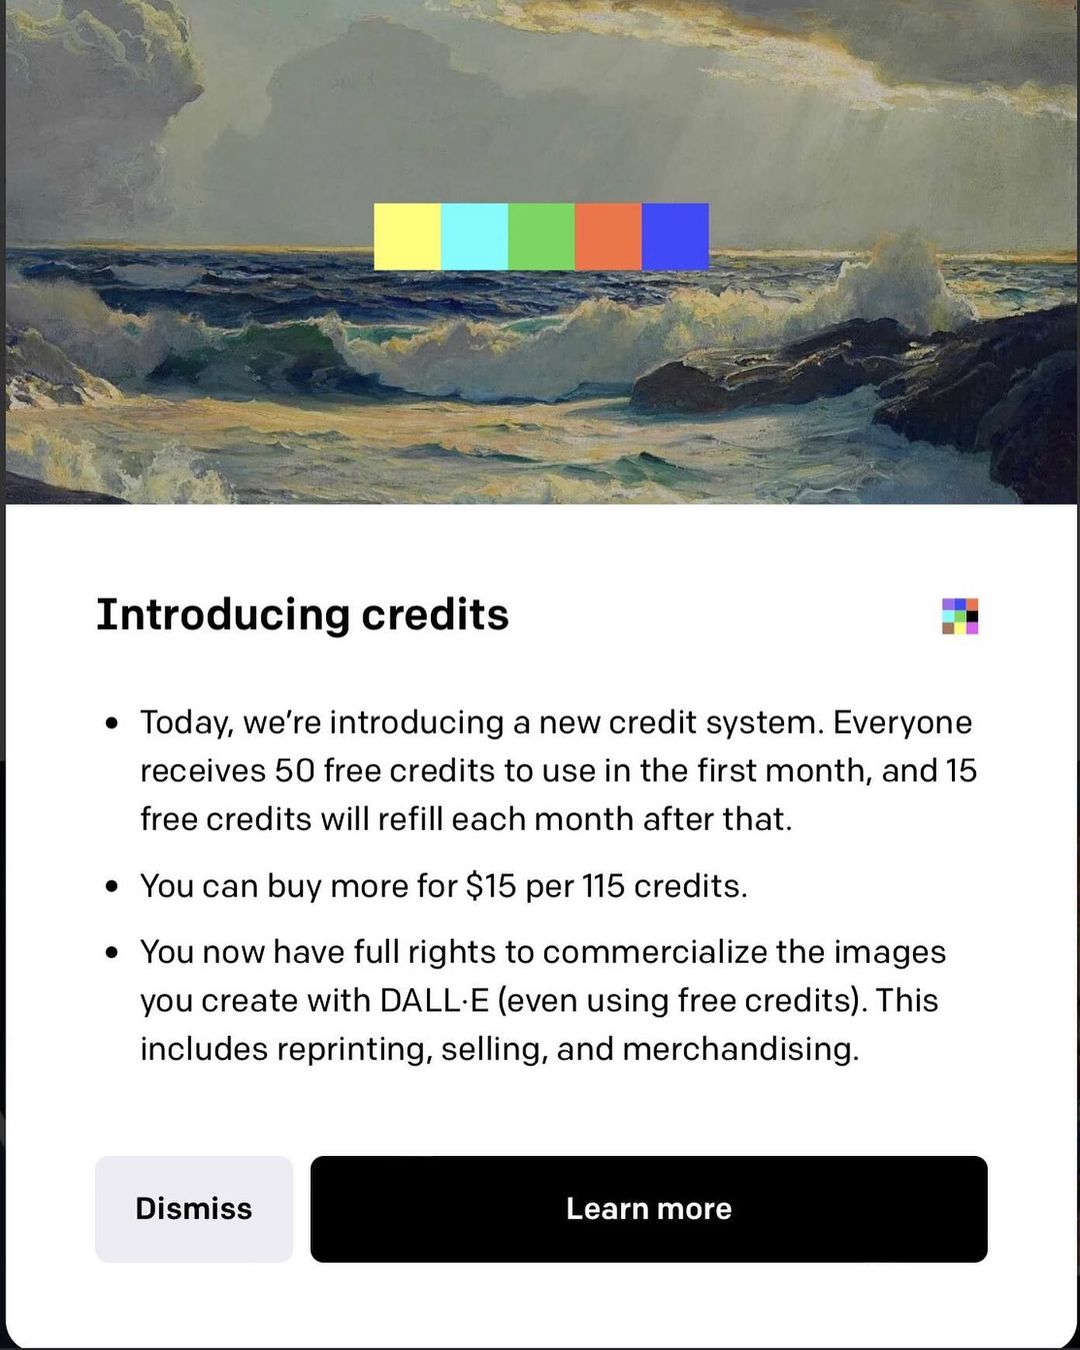 Introducing credits
• Today, we’re introducing a new credit system. Everyone
receives 50 free credits to use in the first month, and 15
free credits will refill each month after that.
• You can buy more for $15 per 115 credits.
• You now have full rights to commercialize the images
you create with DALL·E (even using free credits). This
includes reprinting, selling, and merchandising.
Dismiss
Learn more